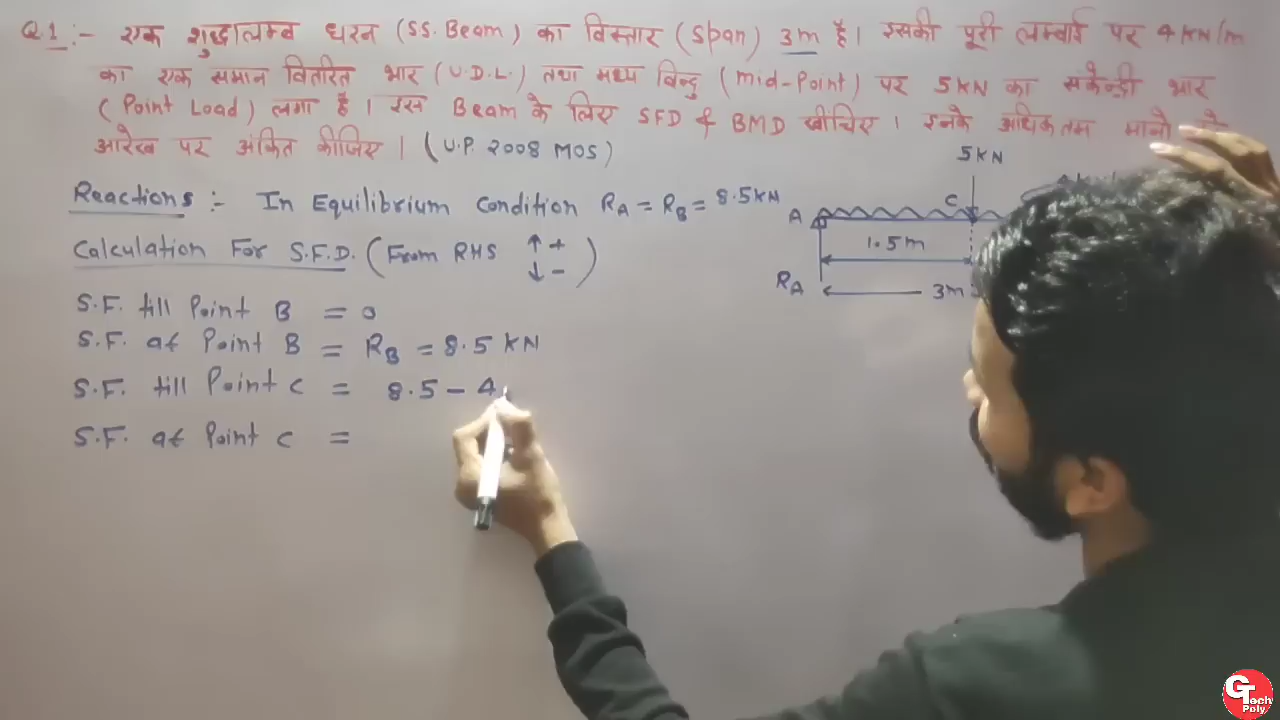 Q.1 :- एक शुद्धालम्ब धरन (SS. Beam) का विस्तार (Span) 3m है। इसकी पूरी लम्बाई पर 4 KN/m
का एक समान वितरित भार (U.D.L.) तथा मध्य बिन्दु (mid-Point) पर 5KN का संकेन्द्री भार
(Point Load) लगा है। इस Beam के लिए SFD & BMD खीचिए। इनके अधिकतम मानो
आरेख पर अंकित कीजिए। (U.P. 2008 MOS)
Reactions :- In Equilibrium Condition RA = RB = 8.5KN
Calculation For S.F.D. (From RHS ↑ + ↓ -)
S.F. till Point B = 0
S.F. at Point B = RB = 8.5 KN
S.F. till Point C = 8.5 - 4
S.F. at Point C =
5KN
A C
1.5m
RA 3m
GTech
Poly